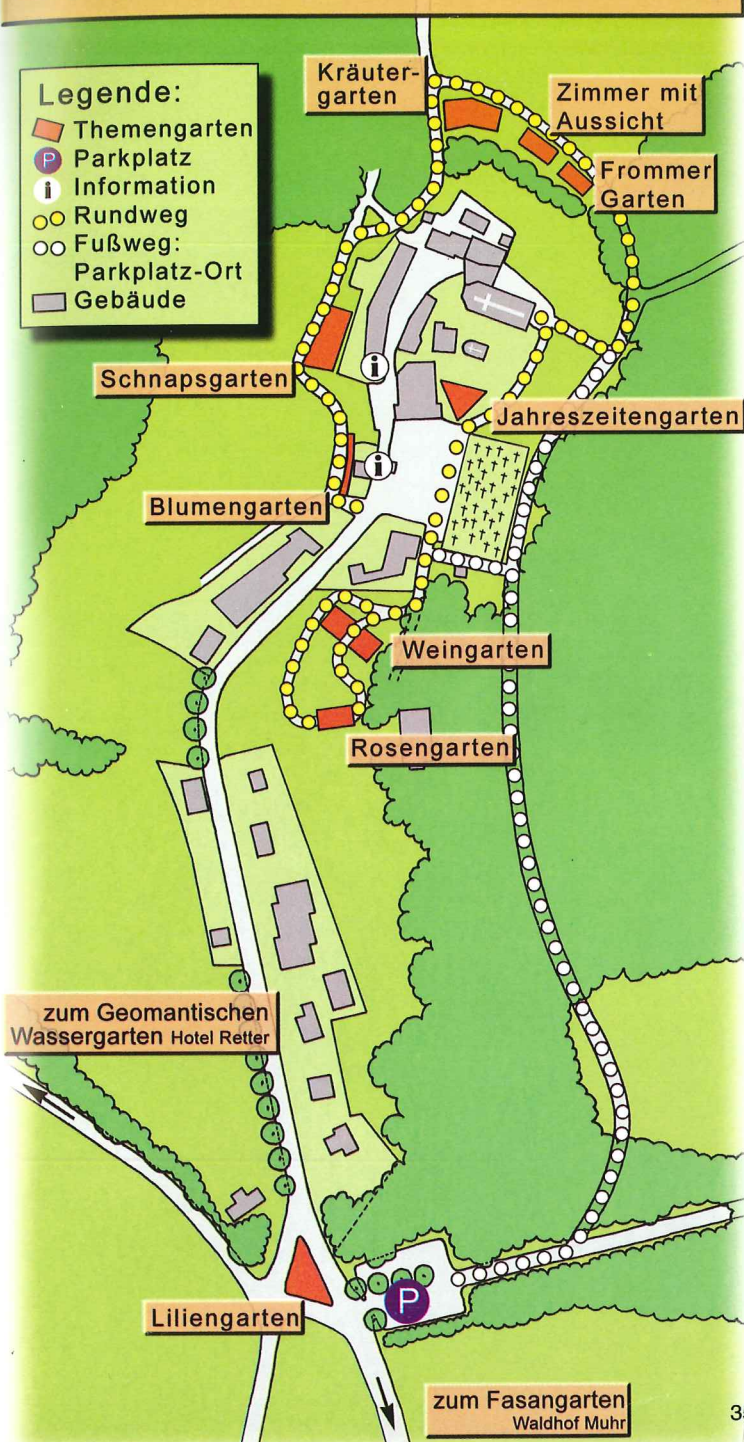 Legende:
Themengarten
P Parkplatz
i Information
Rundweg
Fußweg:
Parkplatz-Ort
Gebäude
Kräuter-
garten
Zimmer mit
Aussicht
Frommer
Garten
Schnapsgarten
i
Jahreszeitengarten
i
Blumengarten
Weingarten
Rosengarten
zum Geomantischen
Wassergarten Hotel Retter
Liliengarten
P
zum Fasangarten
Waldhof Muhr